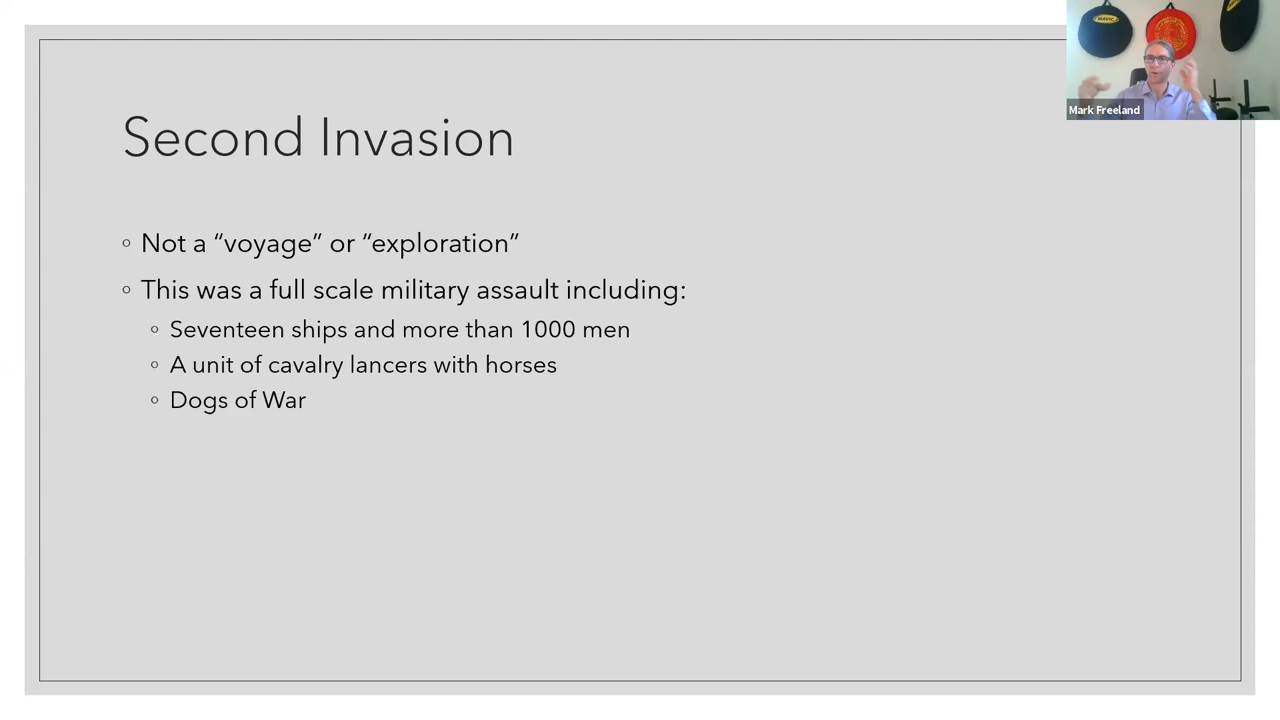 Second Invasion
Not a “voyage” or “exploration”
This was a full scale military assault including:
Seventeen ships and more than 1000 men
A unit of cavalry lancers with horses
Dogs of War
MAVIC
Mark Freeland